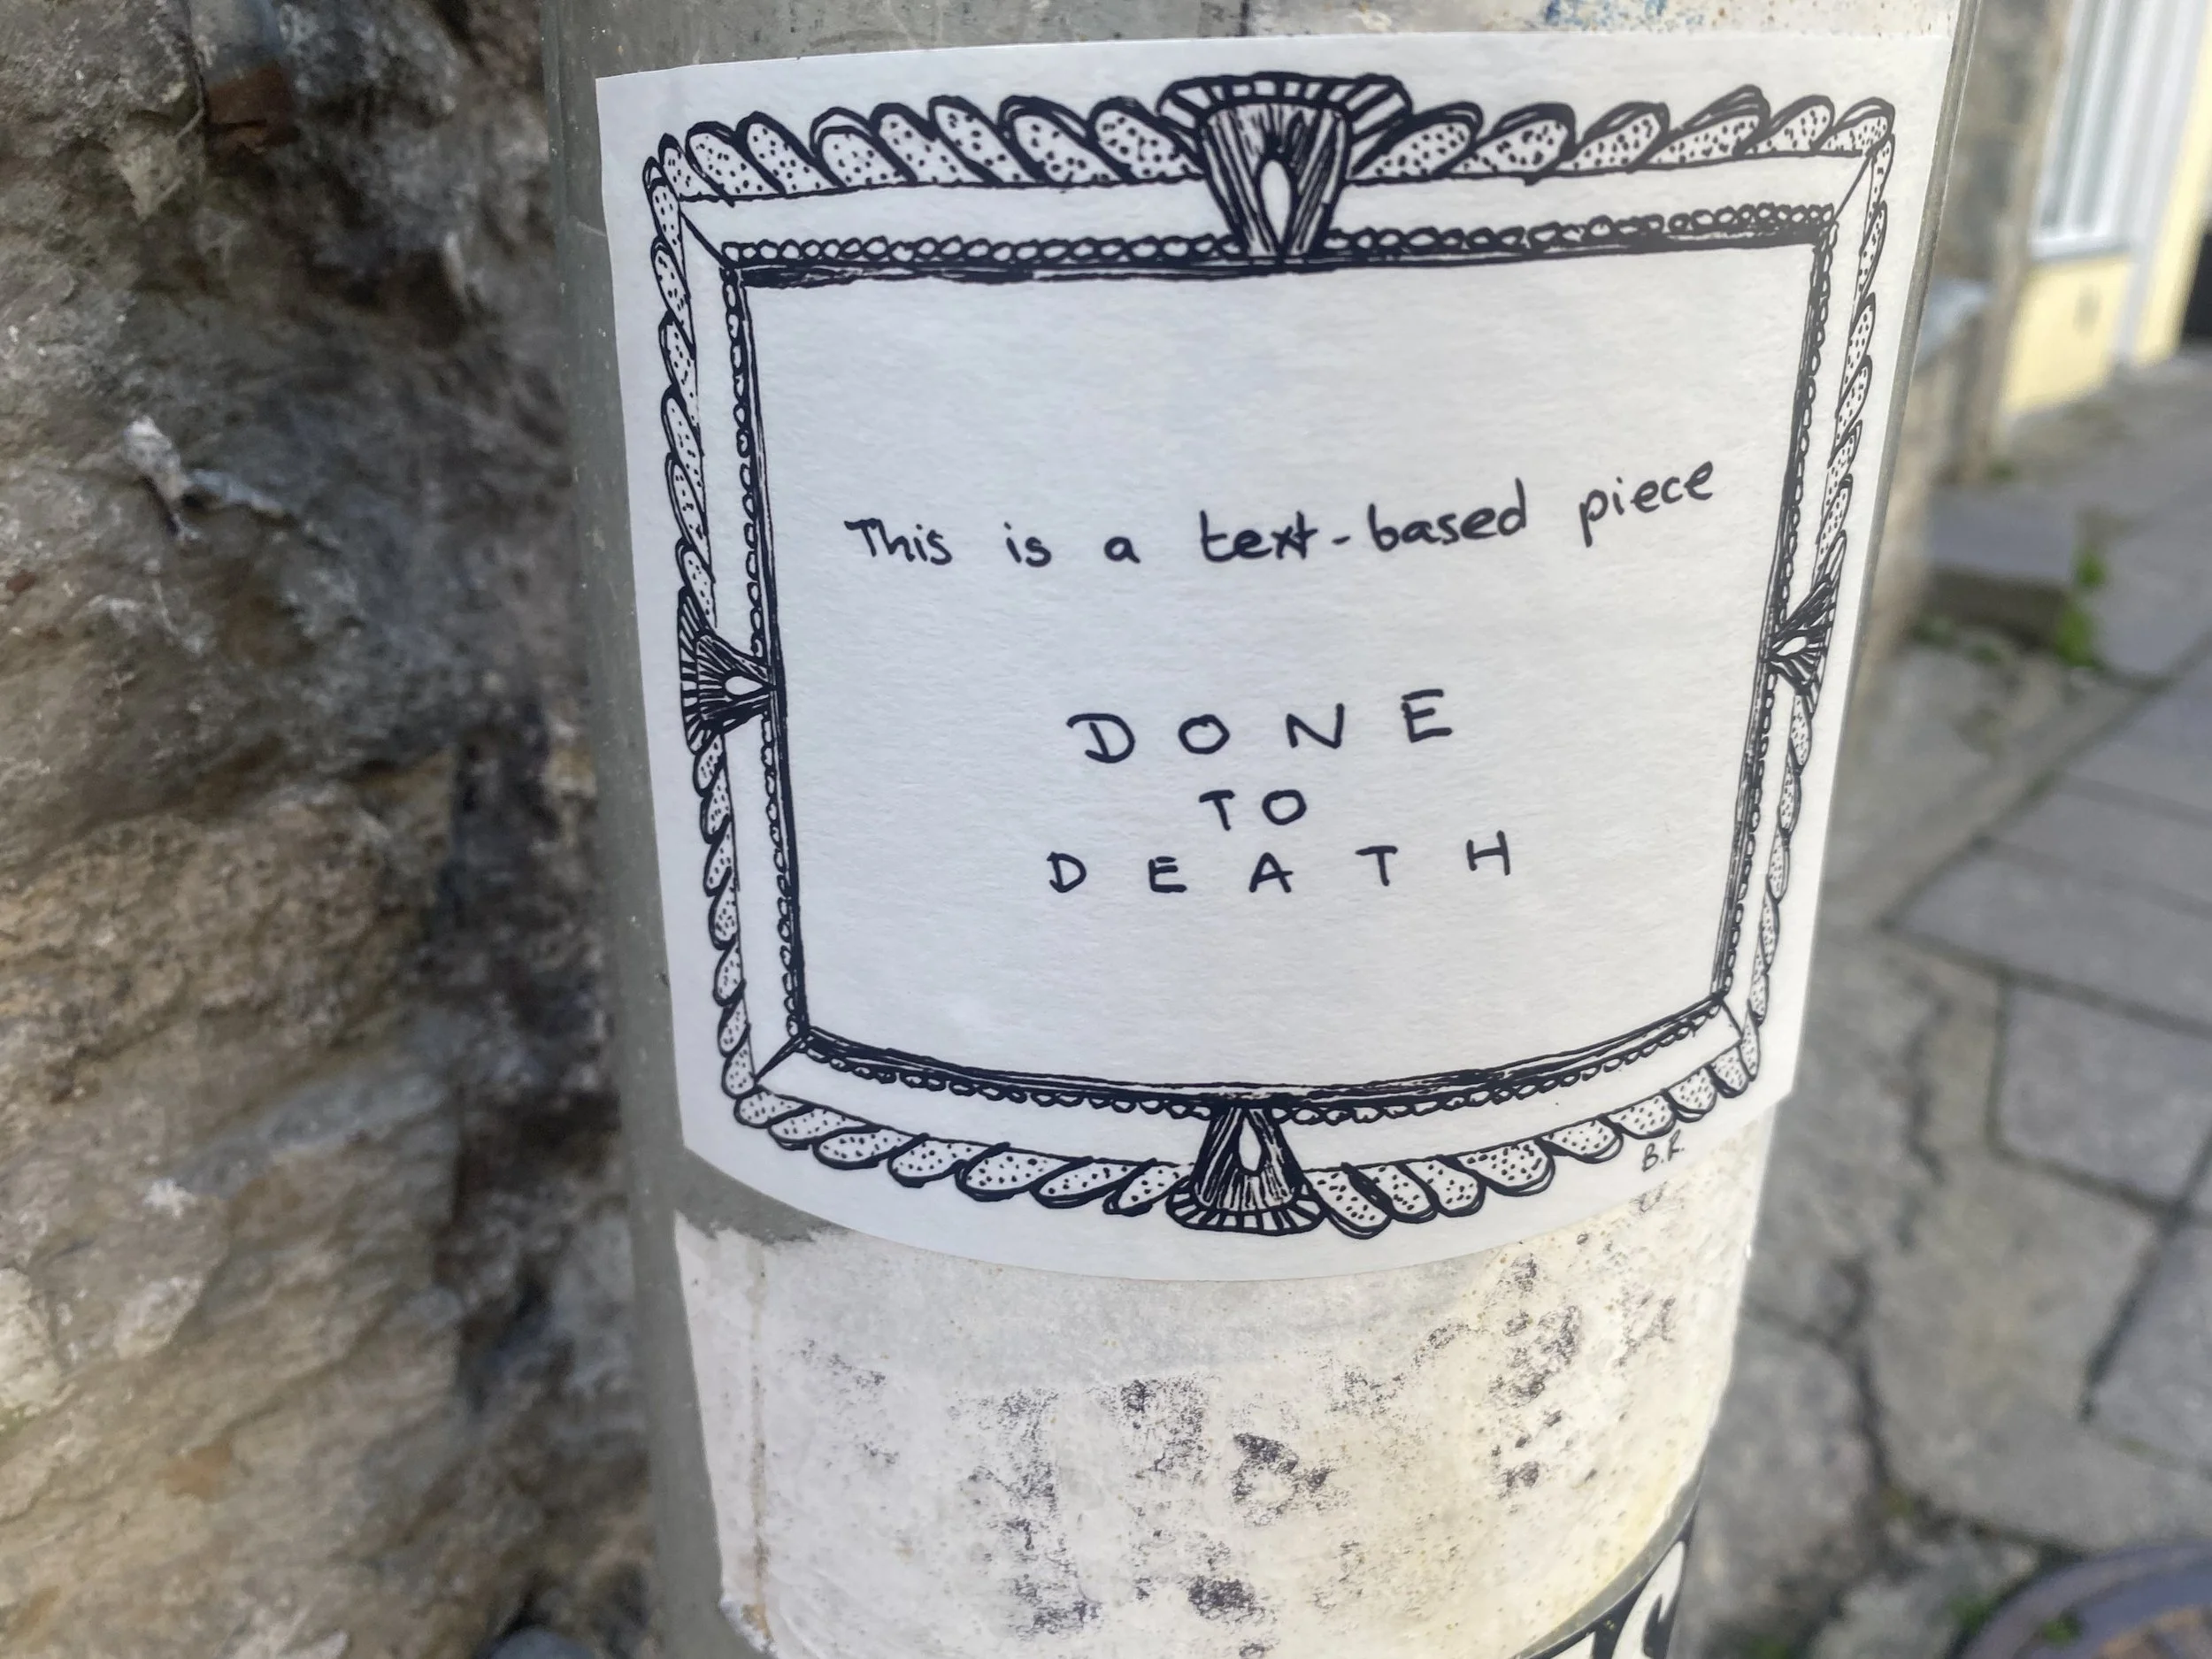 This is a text-based piece
DONE
TO
DEATH
B.R.